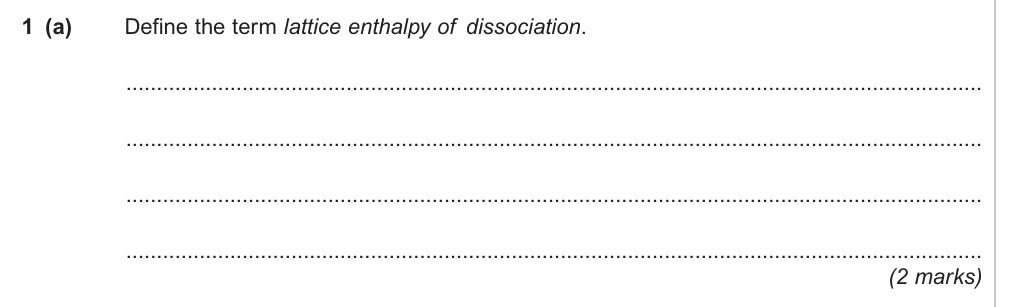 1 (a) Define the term lattice enthalpy of dissociation.
(2 marks)